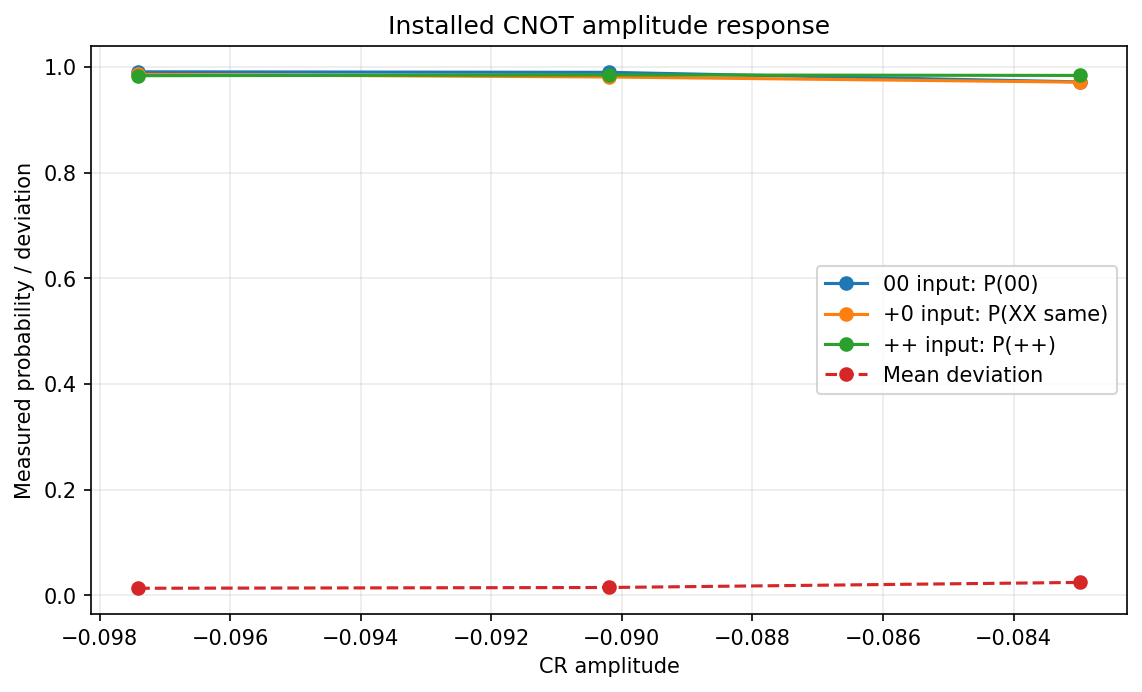 Installed CNOT amplitude response
Measured probability / deviation
1.0
0.8
0.6
0.4
0.2
0.0
00 input: P(00)
+0 input: P(XX same)
++ input: P(++)
Mean deviation
−0.098 −0.096 −0.094 −0.092 −0.090 −0.088 −0.086 −0.084
CR amplitude